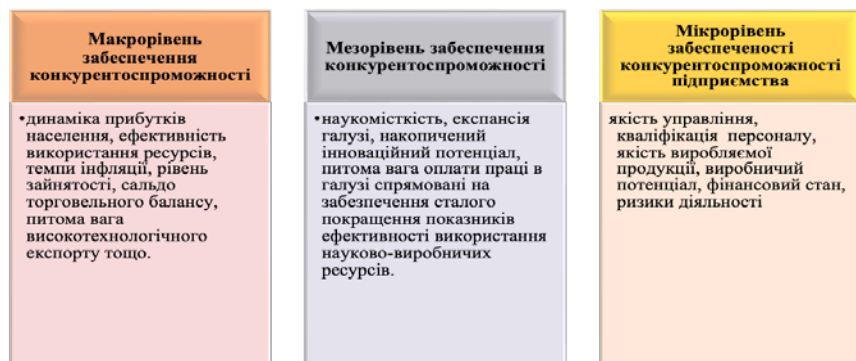 Макрорівень
забезпечення
конкурентоспроможності
•динаміка прибутків
населення, ефективність
використання ресурсів,
темпи інфляції, рівень
зайнятості, сальдо
торговельного балансу,
питома вага
високотехнологічного
експорту тощо.
Мезорівень забезпечення
конкурентоспроможності
•наукомісткість, експансія
галузі, накопичений
інноваційний потенціал,
питома вага оплати праці в
галузі спрямовані на
забезпечення сталого
покращення показників
ефективності використання
науково-виробничих
ресурсів.
Мікрорівень
забезпеченості
конкурентоспроможності
підприємства
якість управління,
кваліфікація персоналу,
якість виробляємої
продукції, виробничий
потенціал, фінансовий стан,
ризики діяльності